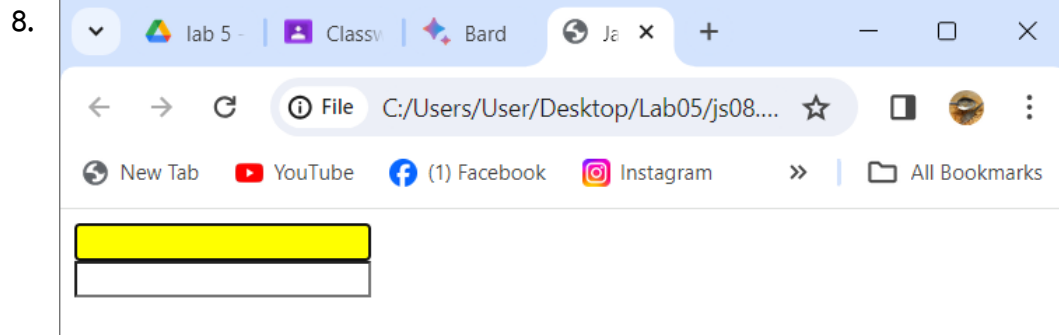 8.
lab 5 - Classw Bard Ja
File C:/Users/User/Desktop/Lab05/js08....
New Tab YouTube (1) Facebook Instagram All Bookmarks